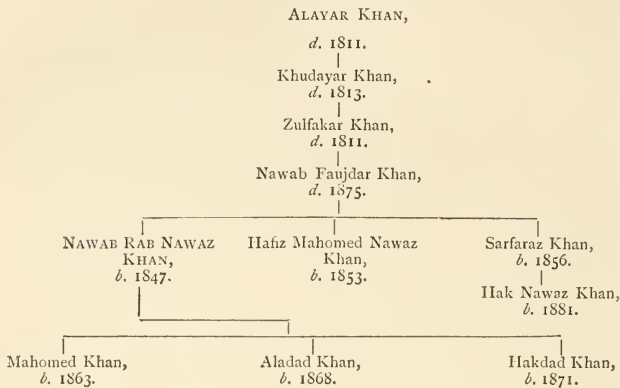 ALAYAR KHAN,
d. 1811.
Khudayar Khan,
d. 1813.
Zulfakar Khan,
d. 1811.
Nawab Faujdar Khan,
d. 1875.
NAWAB RAB NAWAZ
KHAN,
b. 1847.
Hafiz Mahomed Nawaz
Khan,
b. 1853.
Sarfaraz Khan,
b. 1856.
Hak Nawaz Khan,
b. 1881.
Mahomed Khan,
b. 1863.
Aladad Khan,
b. 1868.
Hakdad Khan,
b. 1871.